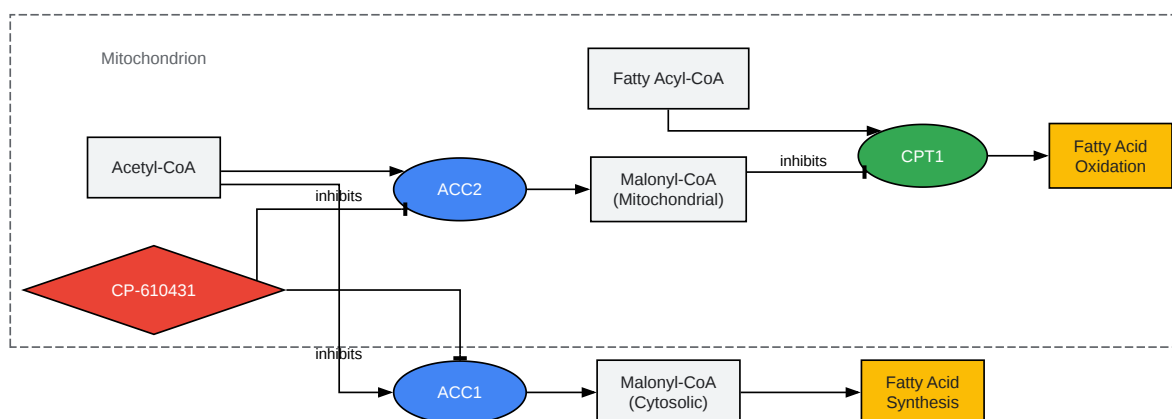 Mitochondrion
Fatty Acyl-CoA
Acetyl-CoA
inhibits
ACC2
Malonyl-CoA
(Mitochondrial)
inhibits
CPT1
Fatty Acid
Oxidation
CP-610431
inhibits
ACC1
Malonyl-CoA
(Cytosolic)
Fatty Acid
Synthesis